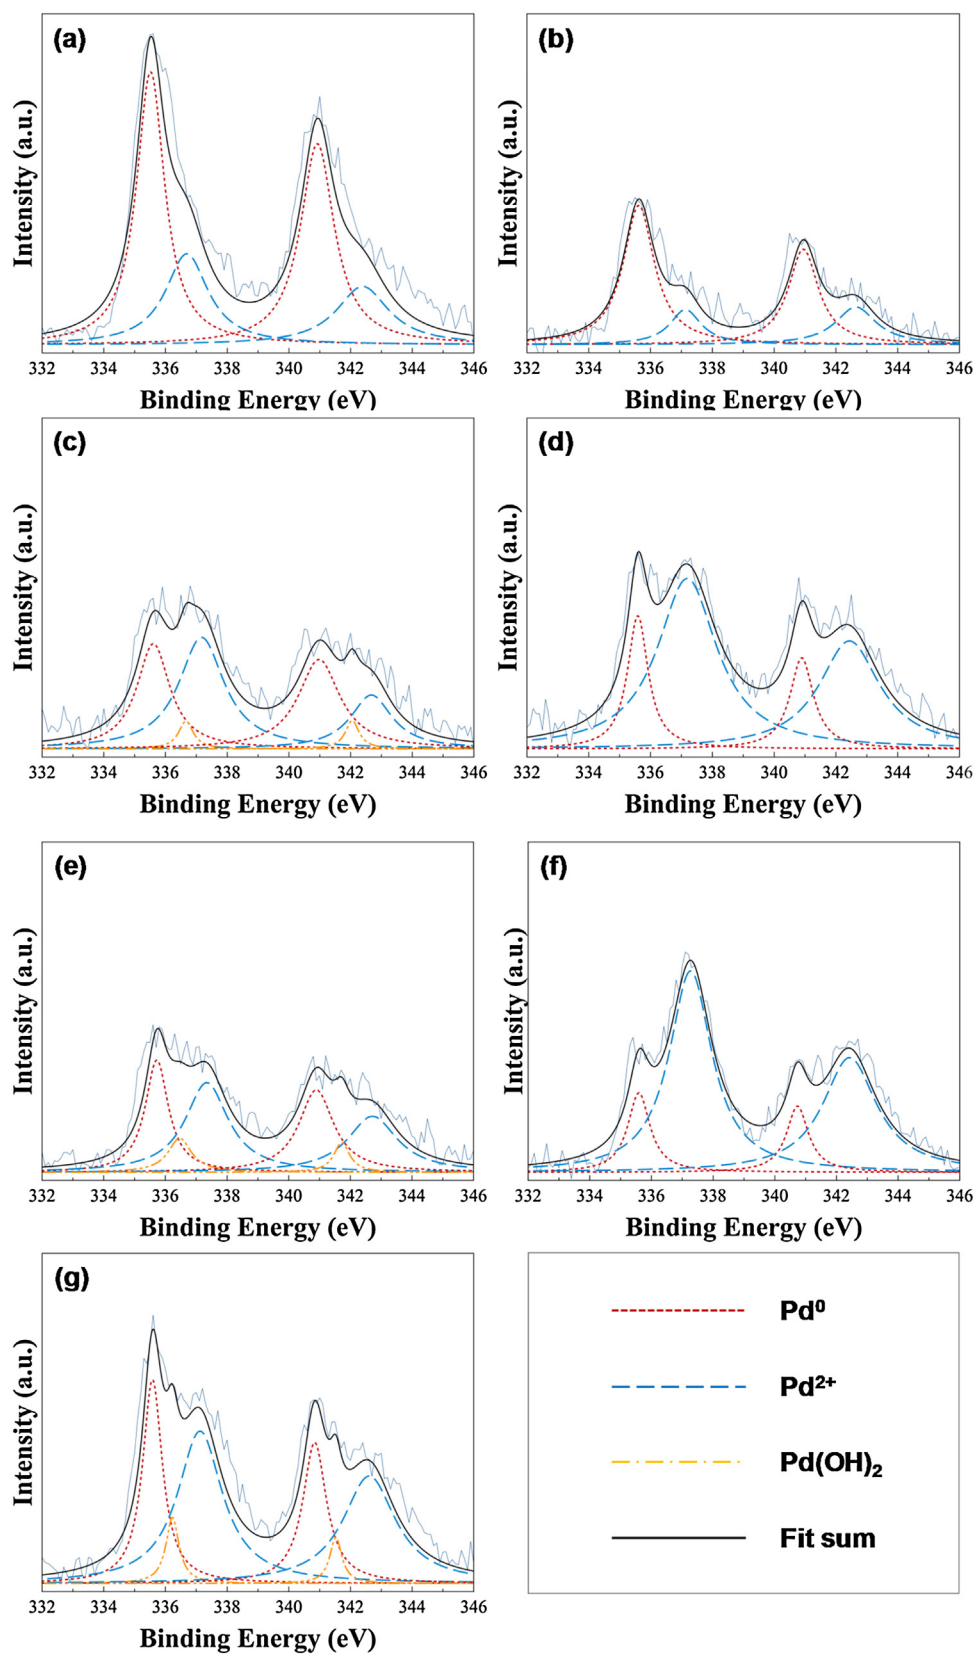 (a)
Intensity (a.u.)
332 334 336 338 340 342 344 346
Binding Energy (eV)
(b)
Intensity (a.u.)
332 334 336 338 340 342 344 346
Binding Energy (eV)
(c)
Intensity (a.u.)
332 334 336 338 340 342 344 346
Binding Energy (eV)
(d)
Intensity (a.u.)
332 334 336 338 340 342 344 346
Binding Energy (eV)
(e)
Intensity (a.u.)
332 334 336 338 340 342 344 346
Binding Energy (eV)
(f)
Intensity (a.u.)
332 334 336 338 340 342 344 346
Binding Energy (eV)
(g)
Intensity (a.u.)
332 334 336 338 340 342 344 346
Binding Energy (eV)
Pd⁰
Pd²⁺
Pd(OH)₂
Fit sum